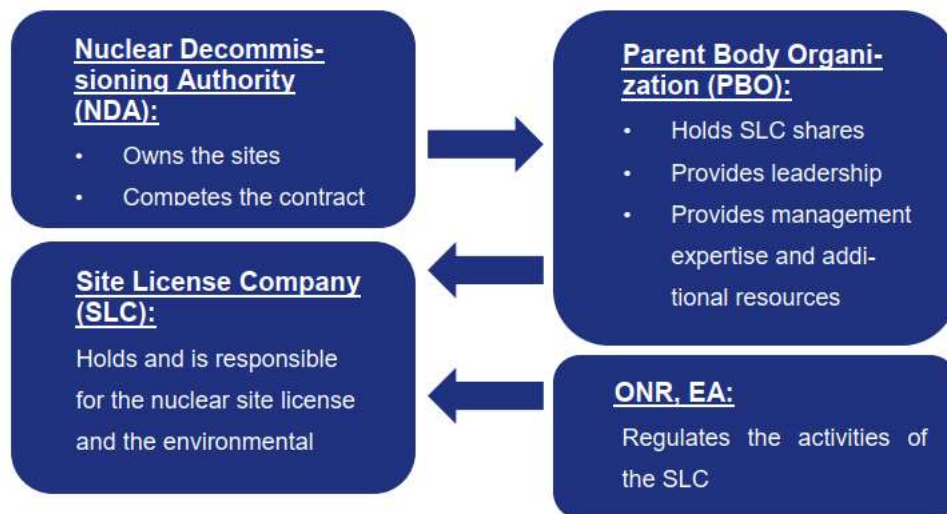 Nuclear Decommis-
sioning Authority
(NDA):
• Owns the sites
• Competes the contract
Parent Body Organi-
zation (PBO):
• Holds SLC shares
• Provides leadership
• Provides management
expertise and addi-
tional resources
Site License Company
(SLC):
Holds and is responsible
for the nuclear site license
and the environmental
ONR, EA:
Regulates the activities of
the SLC